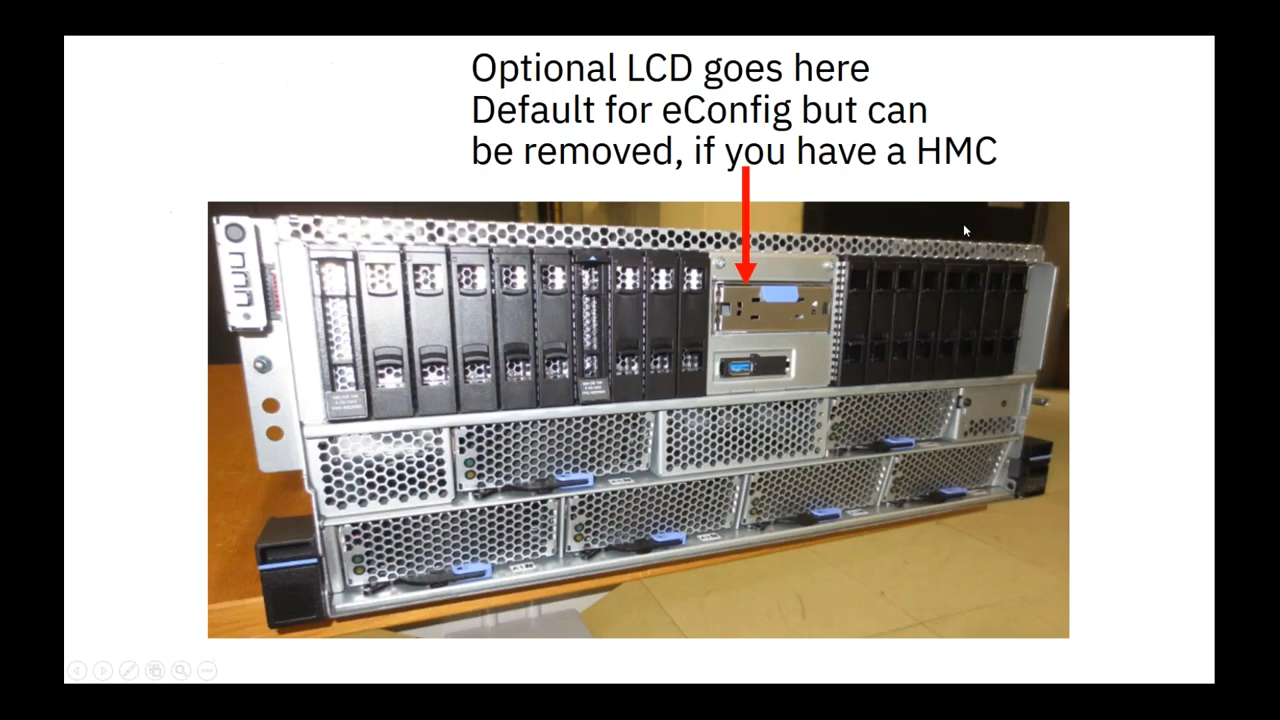 Optional LCD goes here
Default for eConfig but can
be removed, if you have a HMC